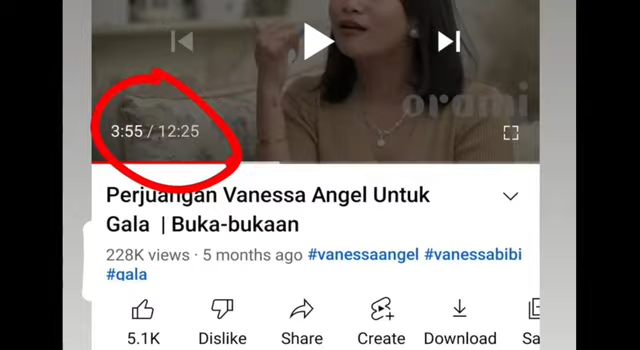 orami
3:55 / 12:25
Perjuangan Vanessa Angel Untuk
Gala | Buka-bukaan
228K views · 5 months ago #vanessaangel #vanessabibi
#gala
5.1K Dislike Share Create Download